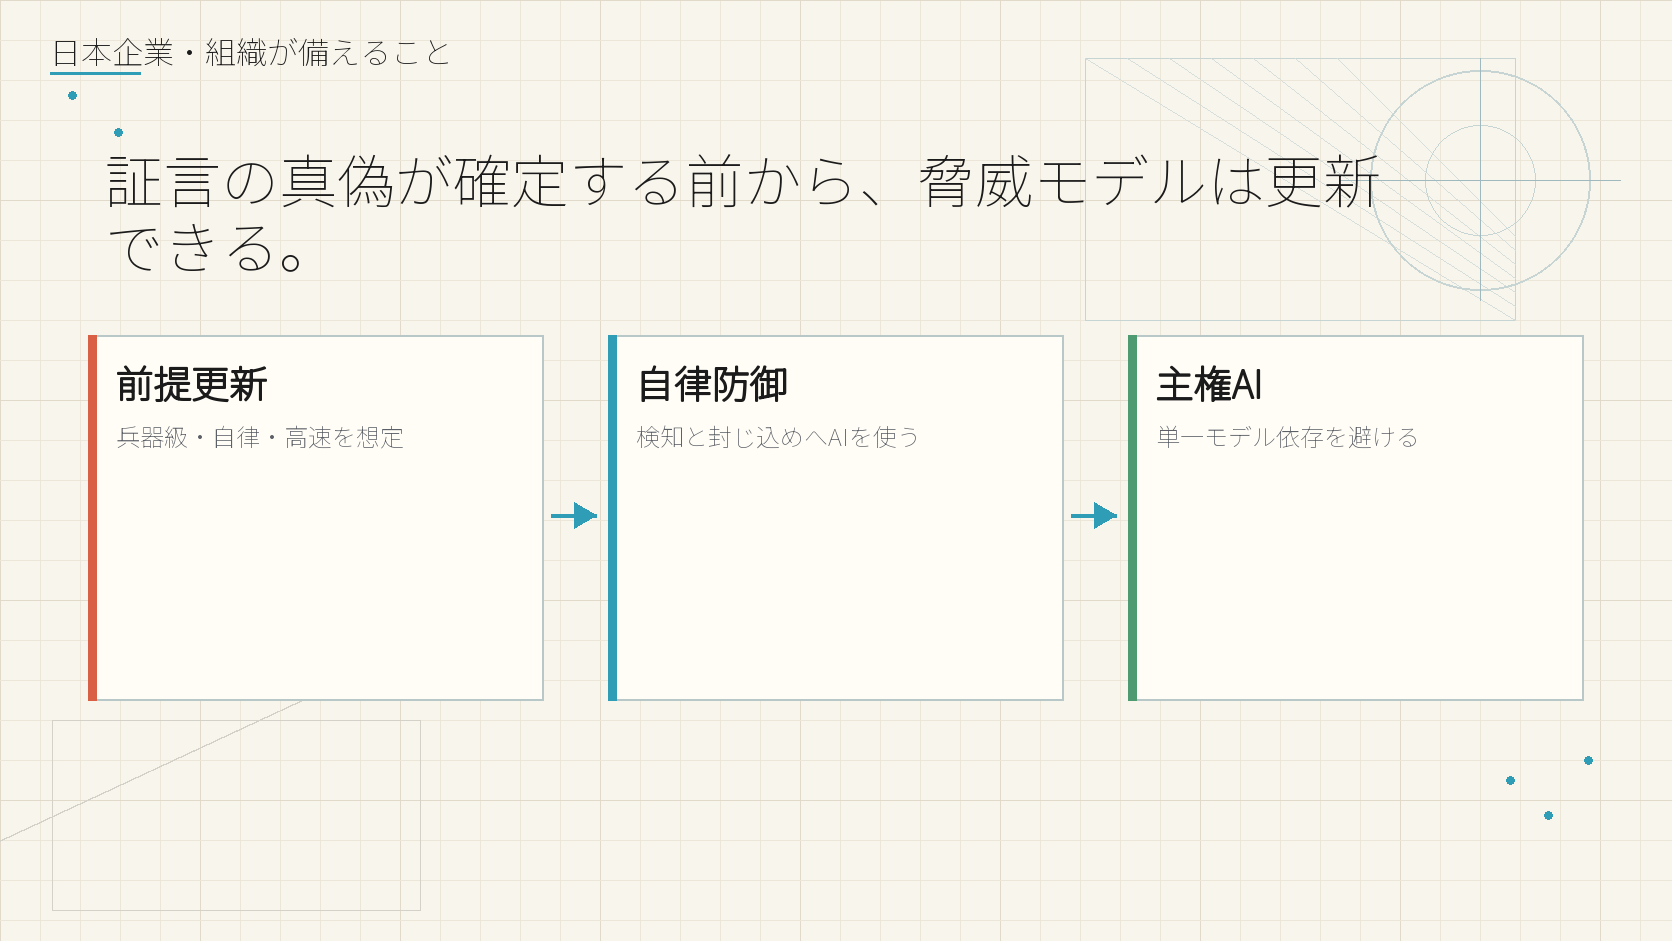 日本企業・組織が備えること
証言の真偽が確定する前から、脅威モデルは更新
できる。
前提更新
兵器級・自律・高速を想定
自律防御
検知と封じ込めへAIを使う
主権AI
単一モデル依存を避ける